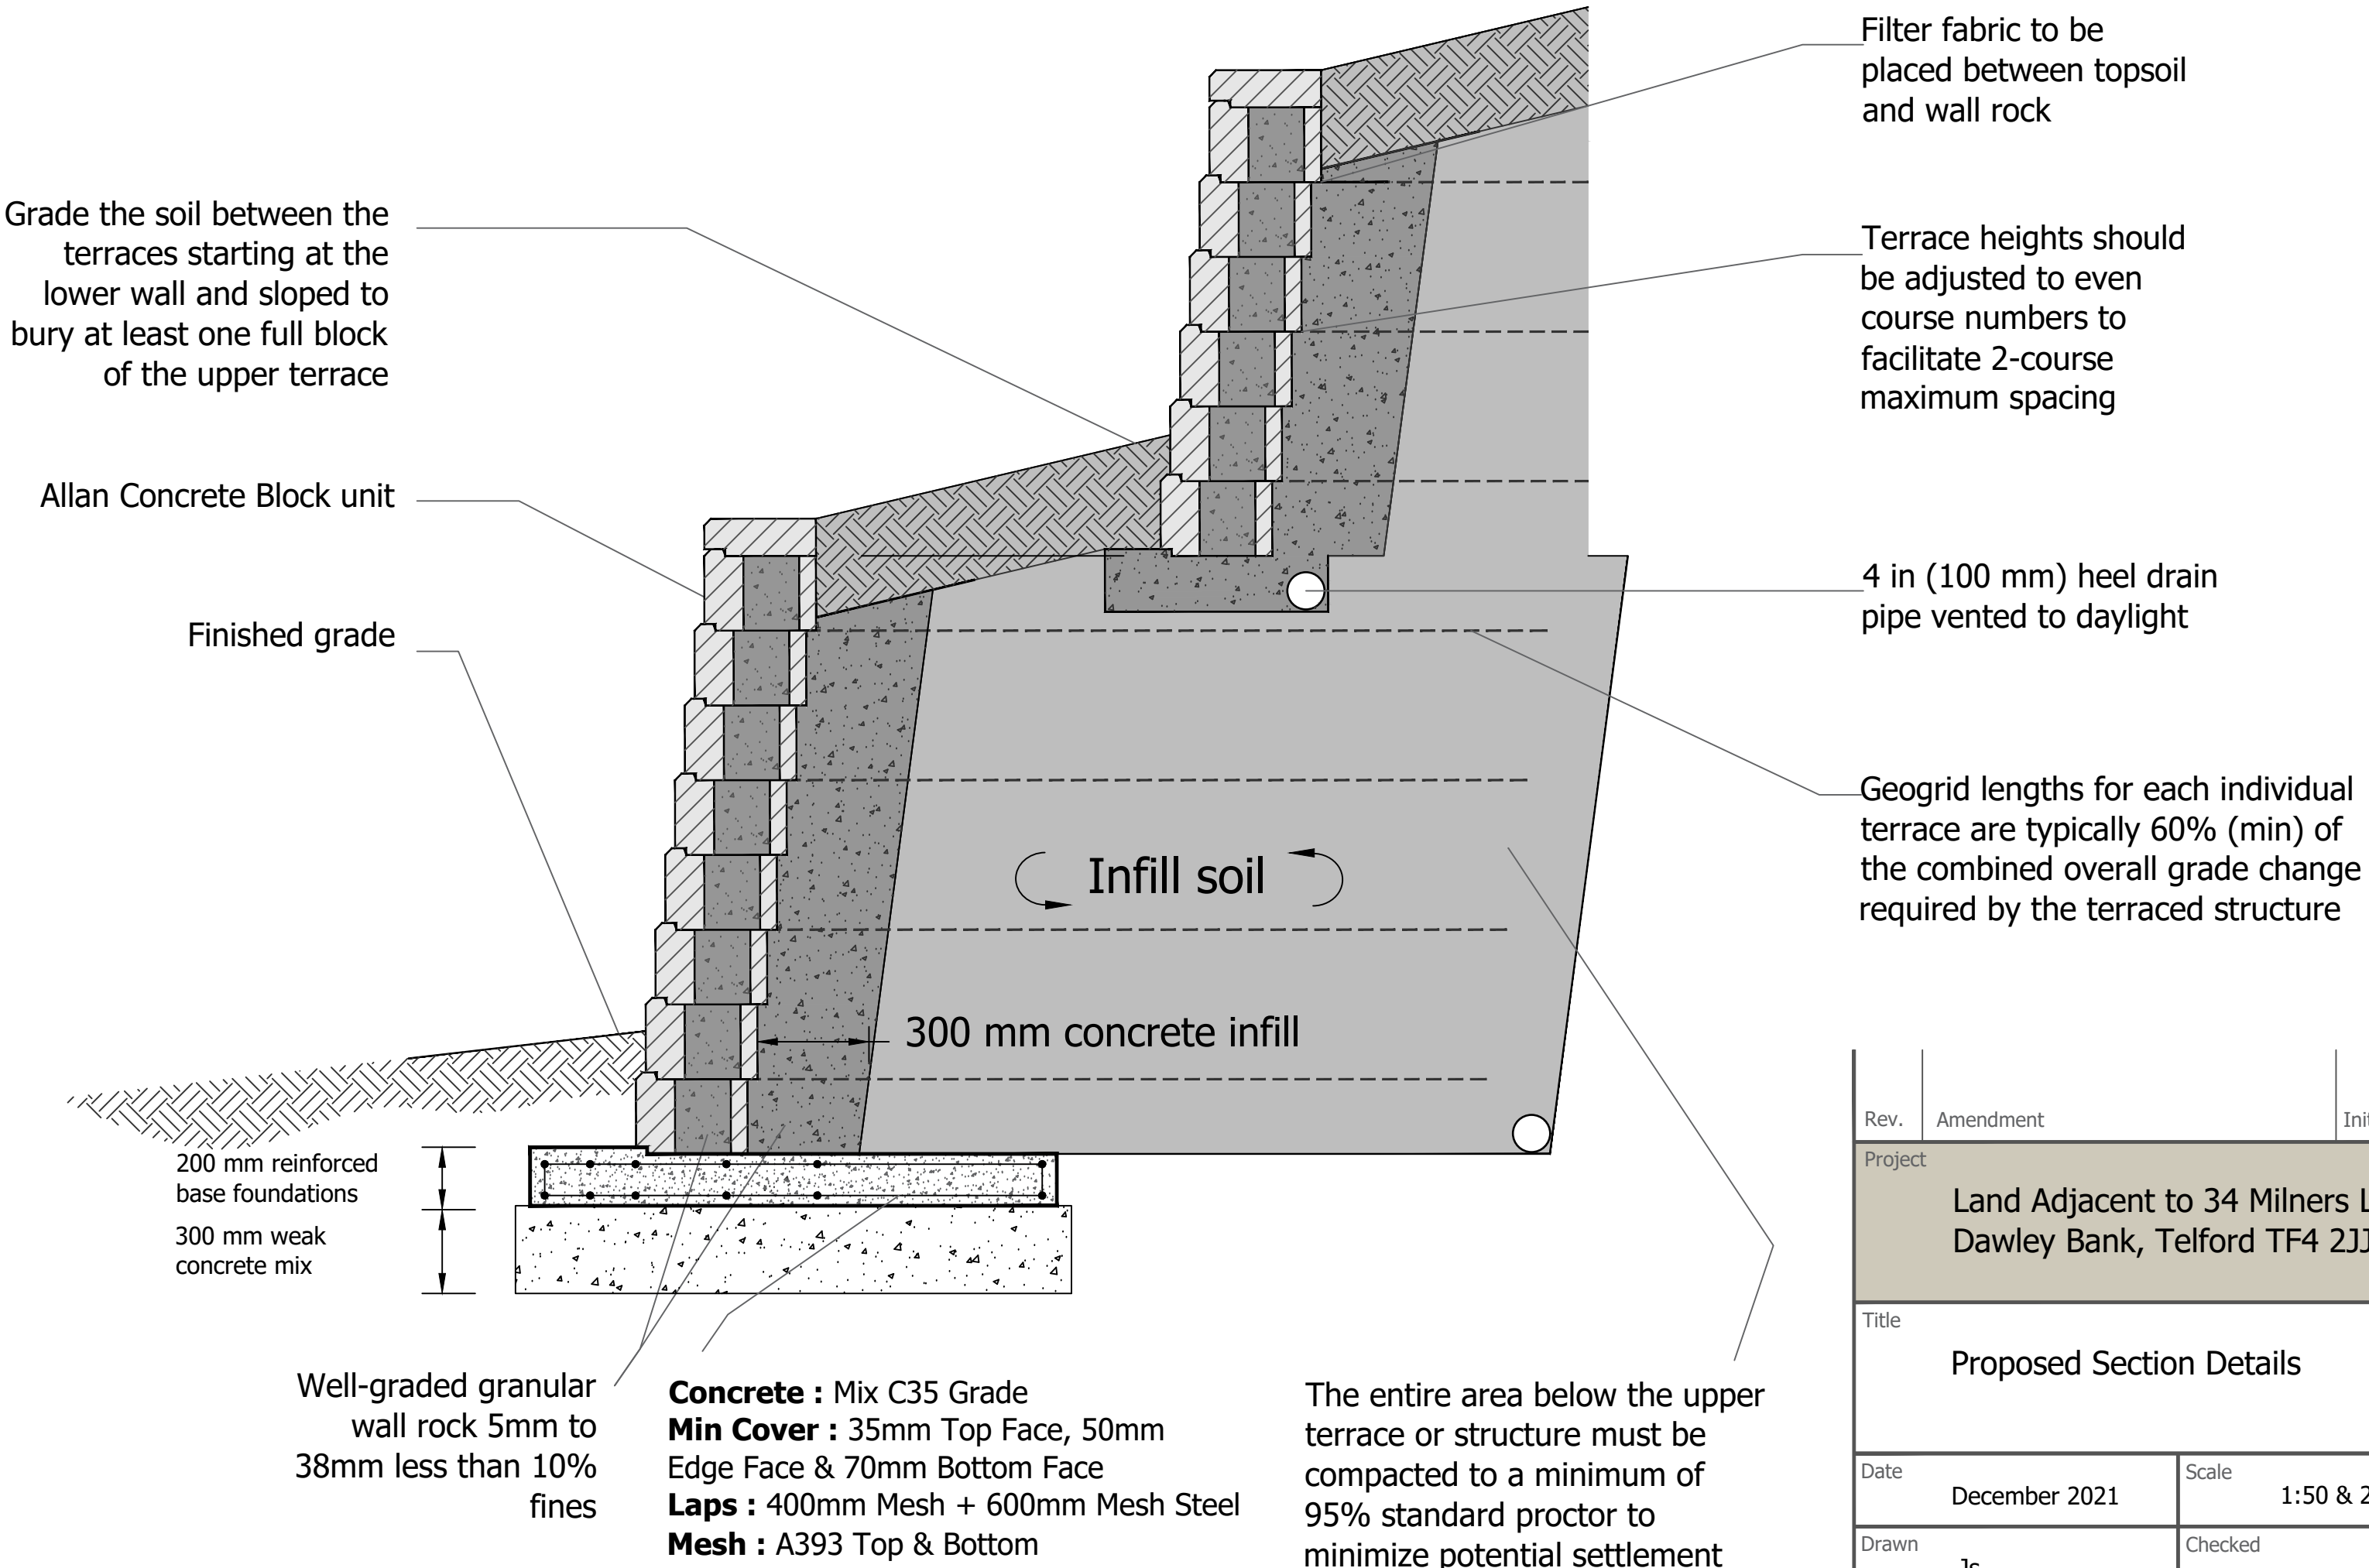 Filter fabric to be
placed between topsoil
and wall rock
Grade the soil between the
terraces starting at the
lower wall and sloped to
bury at least one full block
of the upper terrace
Terrace heights should
be adjusted to even
course numbers to
facilitate 2-course
maximum spacing
Allan Concrete Block unit
Finished grade
4 in (100 mm) heel drain
pipe vented to daylight
Geogrid lengths for each individual
terrace are typically 60% (min) of
the combined overall grade change
required by the terraced structure
Infill soil
300 mm concrete infill
200 mm reinforced
base foundations
300 mm weak
concrete mix
Well-graded granular
wall rock 5mm to
38mm less than 10%
fines
Concrete : Mix C35 Grade
Min Cover : 35mm Top Face, 50mm
Edge Face & 70mm Bottom Face
Laps : 400mm Mesh + 600mm Mesh Steel
Mesh : A393 Top & Bottom
The entire area below the upper
terrace or structure must be
compacted to a minimum of
95% standard proctor to
minimize potential settlement
Rev. Amendment
Project
Land Adjacent to 34 Milners
Dawley Bank, Telford TF4 2JJ
Title
Proposed Section Details
Date
December 2021
Scale
1:50 & 2
Drawn
Js
Checked